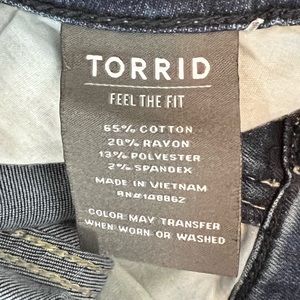 TORRID
FEEL THE FIT
65% COTTON
20% RAYON
13% POLYESTER
2% SPANDEX
MADE IN VIETNAM
RN#148862
COLOR MAY TRANSFER
WHEN WORN OR WASHED